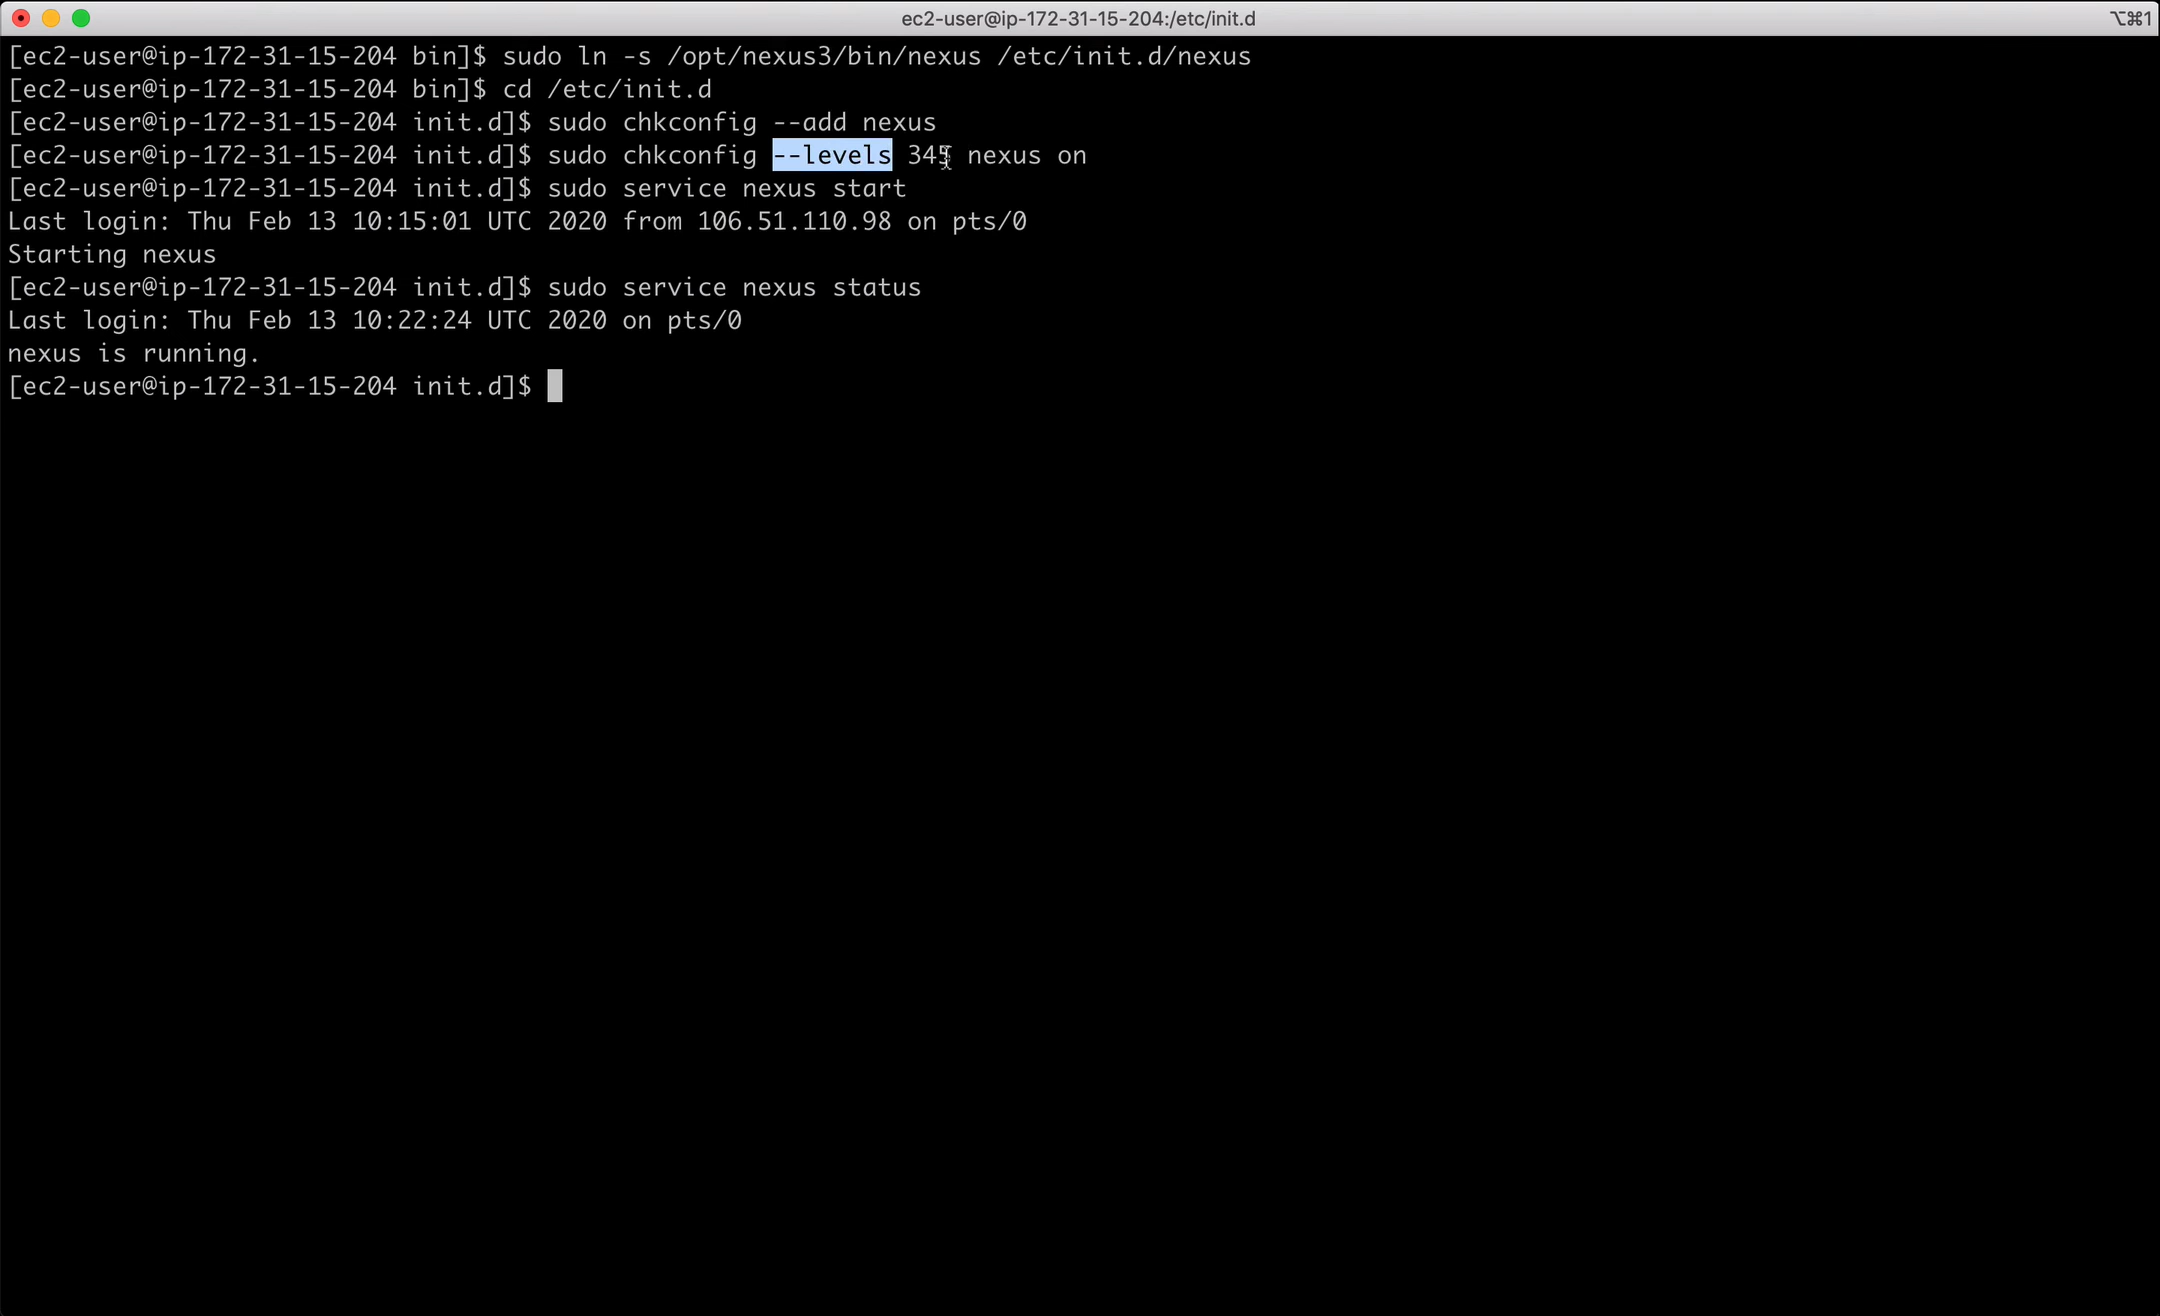 ec2-user@ip-172-31-15-204:/etc/init.d
⌥⌘1
[ec2-user@ip-172-31-15-204 bin]$ sudo ln -s /opt/nexus3/bin/nexus /etc/init.d/nexus
[ec2-user@ip-172-31-15-204 bin]$ cd /etc/init.d
[ec2-user@ip-172-31-15-204 init.d]$ sudo chkconfig --add nexus
[ec2-user@ip-172-31-15-204 init.d]$ sudo chkconfig --levels 345 nexus on
[ec2-user@ip-172-31-15-204 init.d]$ sudo service nexus start
Last login: Thu Feb 13 10:15:01 UTC 2020 from 106.51.110.98 on pts/0
Starting nexus
[ec2-user@ip-172-31-15-204 init.d]$ sudo service nexus status
Last login: Thu Feb 13 10:22:24 UTC 2020 on pts/0
nexus is running.
[ec2-user@ip-172-31-15-204 init.d]$